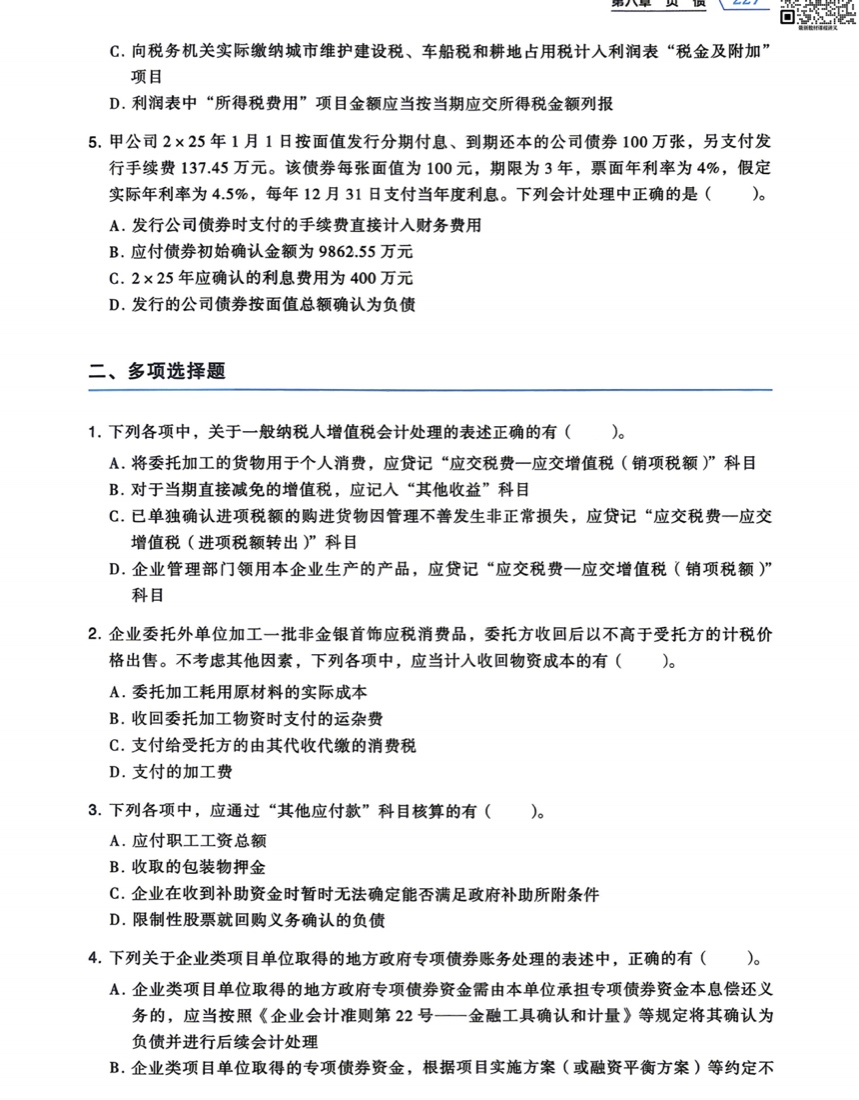 第八章 负 债 227
C. 向税务机关实际缴纳城市维护建设税、车船税和耕地占用税计入利润表“税金及附加”
项目
D. 利润表中“所得税费用”项目金额应当按当期应交所得税金额列报
5. 甲公司 2×25 年 1 月 1 日按面值发行分期付息、到期还本的公司债券 100 万张，另支付发
行手续费 137.45 万元。该债券每张面值为 100 元，期限为 3 年，票面年利率为 4%，假定
实际年利率为 4.5%，每年 12 月 31 日支付当年度利息。下列会计处理中正确的是（　　）。
A. 发行公司债券时支付的手续费直接计入财务费用
B. 应付债券初始确认金额为 9862.55 万元
C. 2×25 年应确认的利息费用为 400 万元
D. 发行的公司债券按面值总额确认为负债
二、多项选择题
1. 下列各项中，关于一般纳税人增值税会计处理的表述正确的有（　　）。
A. 将委托加工的货物用于个人消费，应贷记“应交税费—应交增值税（销项税额）”科目
B. 对于当期直接减免的增值税，应记入“其他收益”科目
C. 已单独确认进项税额的购进货物因管理不善发生非正常损失，应贷记“应交税费—应交
增值税（进项税额转出）”科目
D. 企业管理部门领用本企业生产的产品，应贷记“应交税费—应交增值税（销项税额）”
科目
2. 企业委托外单位加工一批非金银首饰应税消费品，委托方收回后以不高于受托方的计税价
格出售。不考虑其他因素，下列各项中，应当计入收回物资成本的有（　　）。
A. 委托加工耗用原材料的实际成本
B. 收回委托加工物资时支付的运杂费
C. 支付给受托方的由其代收代缴的消费税
D. 支付的加工费
3. 下列各项中，应通过“其他应付款”科目核算的有（　　）。
A. 应付职工工资总额
B. 收取的包装物押金
C. 企业在收到补助资金时暂时无法确定能否满足政府补助所附条件
D. 限制性股票就回购义务确认的负债
4. 下列关于企业类项目单位取得的地方政府专项债券账务处理的表述中，正确的有（　　）。
A. 企业类项目单位取得的地方政府专项债券资金需由本单位承担专项债券资金本息偿还义
务的，应当按照《企业会计准则第 22 号——金融工具确认和计量》等规定将其确认为
负债并进行后续会计处理
B. 企业类项目单位取得的专项债券资金，根据项目实施方案（或融资平衡方案）等约定不